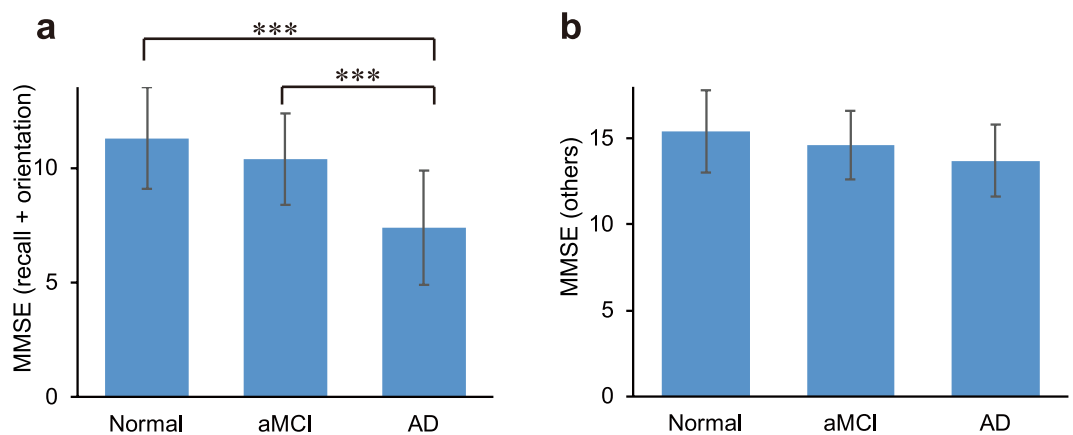 a
***
***
MMSE (recall + orientation)
10
5
0
Normal aMCI AD
b
MMSE (others)
15
10
5
0
Normal aMCI AD